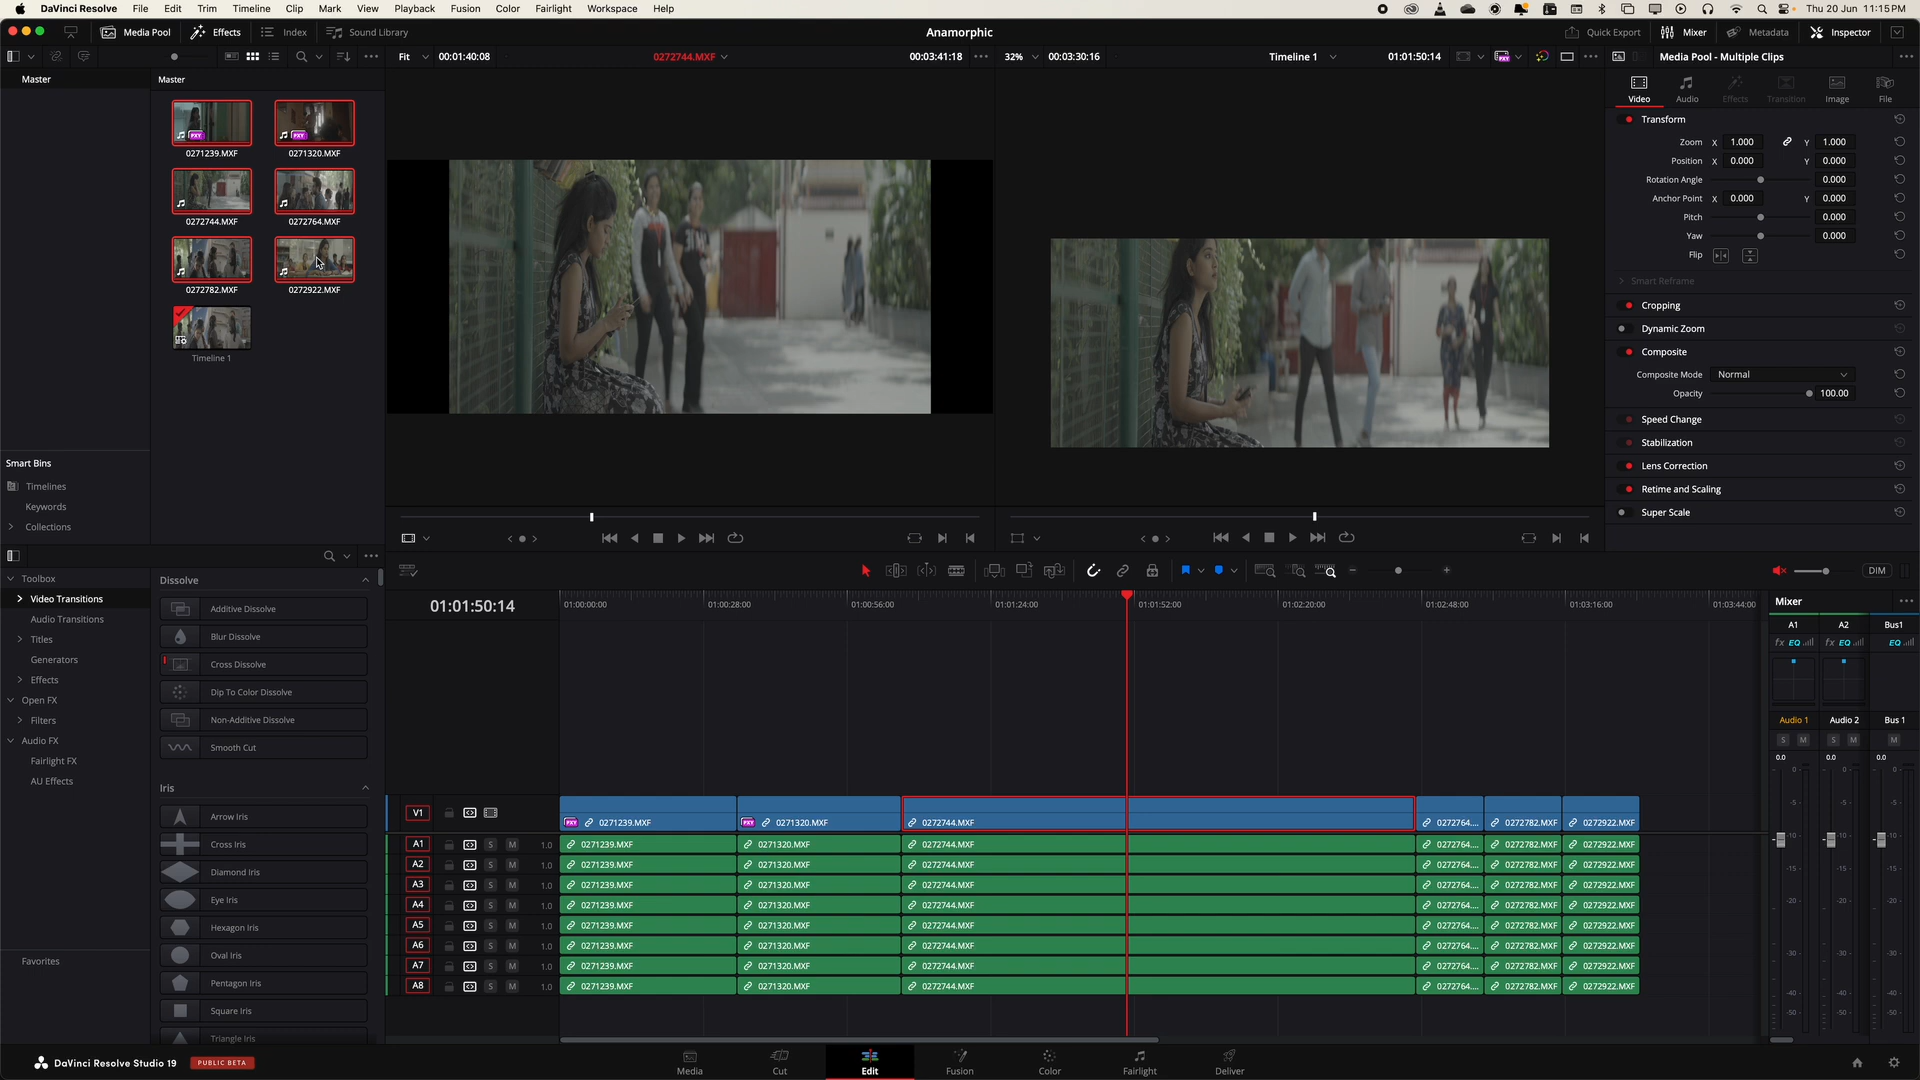 DaVinci Resolve File Edit Trim Timeline Clip Mark View Playback Fusion Color Fairlight Workspace Help Thu 20 Jun 11:15 PM
Media Pool Effects Index Sound Library Anamorphic Quick Export Mixer Metadata Inspector
Fit 00:01:40:08 0272744.MXF 00:03:41:18 32% 00:03:30:16 Timeline 1 01:01:50:14 Media Pool - Multiple Clips
Master Master
Video Audio Effects Transition Image File
PXY PXY
0271239.MXF 0271320.MXF
0272744.MXF 0272764.MXF
0272782.MXF 0272922.MXF
Timeline 1
Transform
Zoom X 1.000 Y 1.000
Position X 0.000 Y 0.000
Rotation Angle 0.000
Anchor Point X 0.000 Y 0.000
Pitch 0.000
Yaw 0.000
Flip
Smart Reframe
Cropping
Dynamic Zoom
Composite
Composite Mode Normal
Opacity 100.00
Speed Change
Stabilization
Lens Correction
Retime and Scaling
Super Scale
Smart Bins
Timelines
Keywords
Collections
Toolbox
Video Transitions
Audio Transitions
Titles
Generators
Effects
Open FX
Filters
Audio FX
Fairlight FX
AU Effects
Favorites
Dissolve
Additive Dissolve
Blur Dissolve
Cross Dissolve
Dip To Color Dissolve
Non-Additive Dissolve
Smooth Cut
Iris
Arrow Iris
Cross Iris
Diamond Iris
Eye Iris
Hexagon Iris
Oval Iris
Pentagon Iris
Square Iris
Triangle Iris
DIM
01:01:50:14 01:00:00:00 01:00:28:00 01:00:56:00 01:01:24:00 01:01:52:00 01:02:20:00 01:02:48:00 01:03:16:00 01:03:44:00
V1 PXY 0271239.MXF PXY 0271320.MXF 0272744.MXF 0272764.... 0272782.MXF 0272922.MXF
A1 S M 1.0 0271239.MXF 0271320.MXF 0272744.MXF 0272764.... 0272782.MXF 0272922.MXF
A2 S M 1.0 0271239.MXF 0271320.MXF 0272744.MXF 0272764.... 0272782.MXF 0272922.MXF
A3 S M 1.0 0271239.MXF 0271320.MXF 0272744.MXF 0272764.... 0272782.MXF 0272922.MXF
A4 S M 1.0 0271239.MXF 0271320.MXF 0272744.MXF 0272764.... 0272782.MXF 0272922.MXF
A5 S M 1.0 0271239.MXF 0271320.MXF 0272744.MXF 0272764.... 0272782.MXF 0272922.MXF
A6 S M 1.0 0271239.MXF 0271320.MXF 0272744.MXF 0272764.... 0272782.MXF 0272922.MXF
A7 S M 1.0 0271239.MXF 0271320.MXF 0272744.MXF 0272764.... 0272782.MXF 0272922.MXF
A8 S M 1.0 0271239.MXF 0271320.MXF 0272744.MXF 0272764.... 0272782.MXF 0272922.MXF
Mixer
A1 A2 Bus1
fx EQ fx EQ EQ
Audio 1 Audio 2 Bus 1
S M S M M
0.0 0.0 0.0
0 0 0
-5 -5 -5
-10 -10 -10
-15 -15 -15
-20 -20 -20
-30 -30 -30
-40 -40 -40
-50 -50 -50
DaVinci Resolve Studio 19 PUBLIC BETA Media Cut Edit Fusion Color Fairlight Deliver